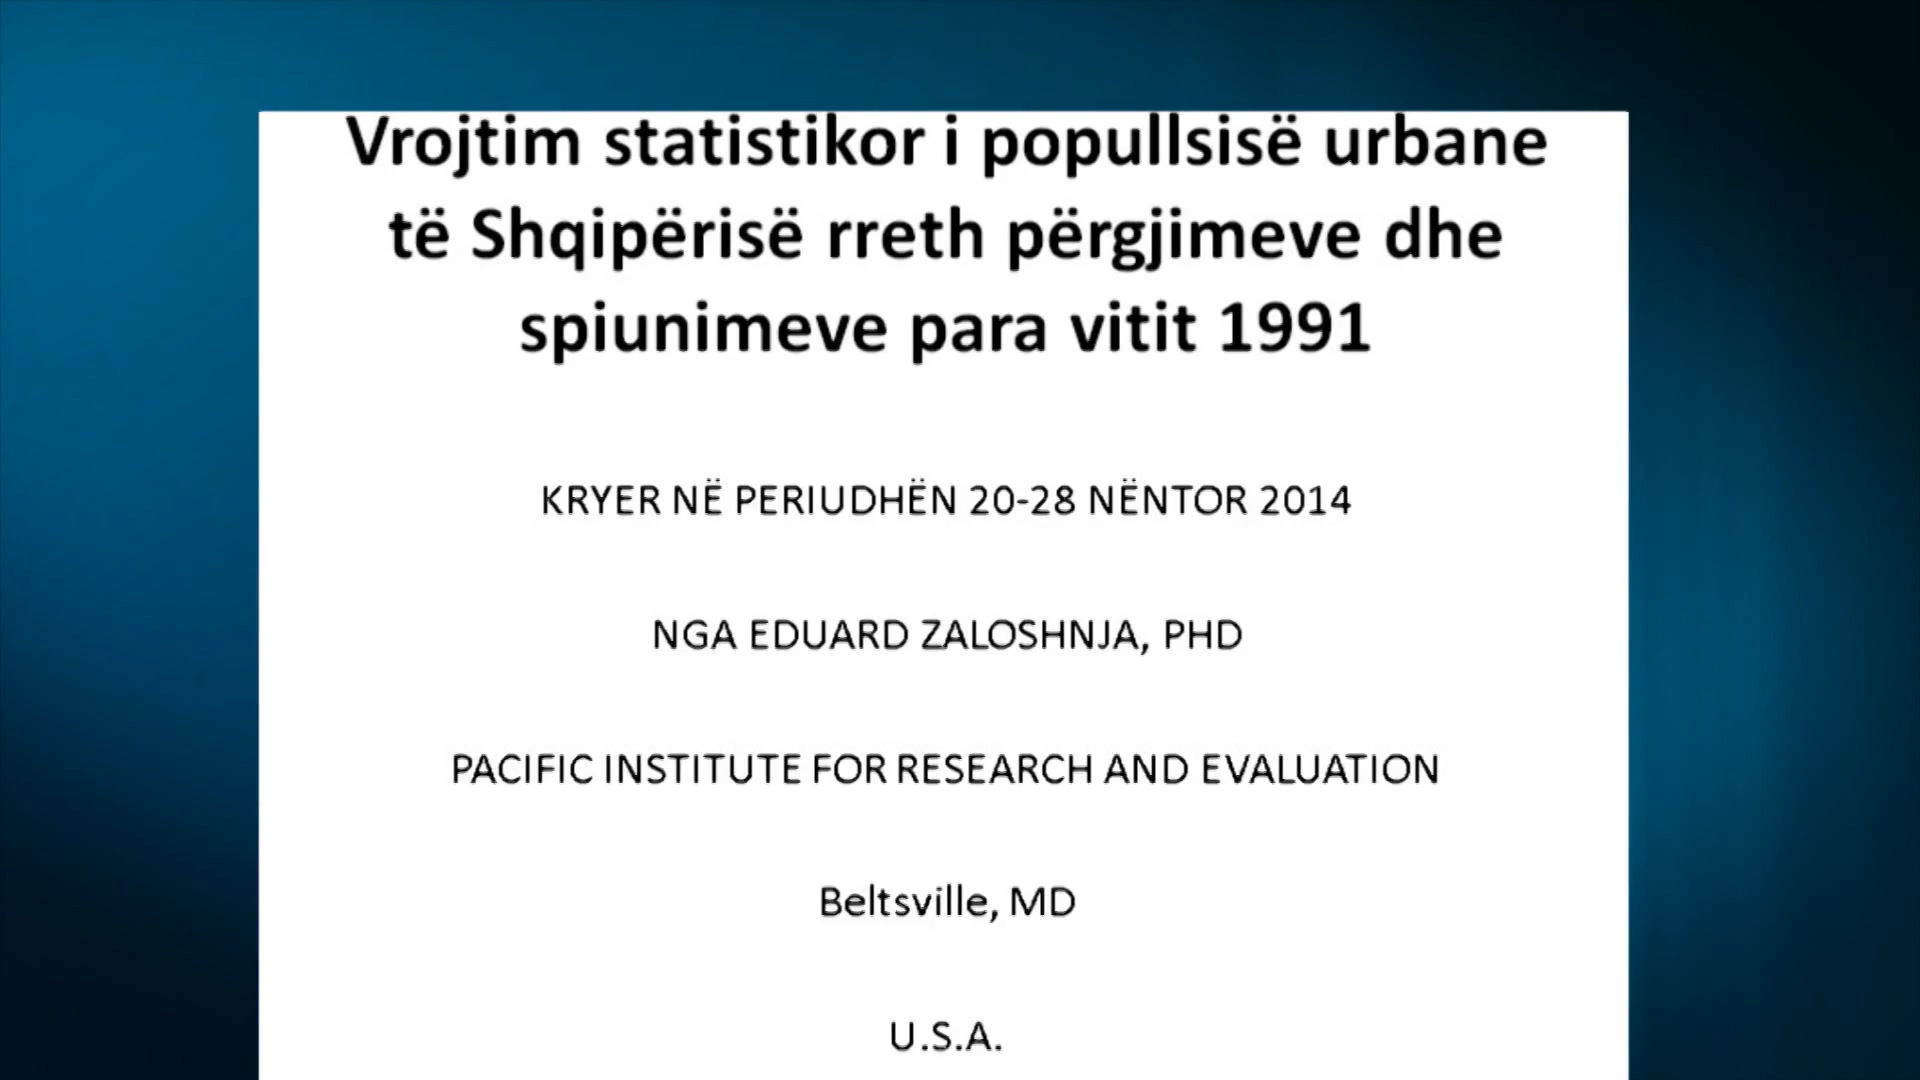 Vrojtim statistikor i popullsisë urbane
të Shqipërisë rreth përgjimeve dhe
spiunimeve para vitit 1991
KRYER NË PERIUDHËN 20-28 NËNTOR 2014
NGA EDUARD ZALOSHNJA, PHD
PACIFIC INSTITUTE FOR RESEARCH AND EVALUATION
Beltsville, MD
U.S.A.